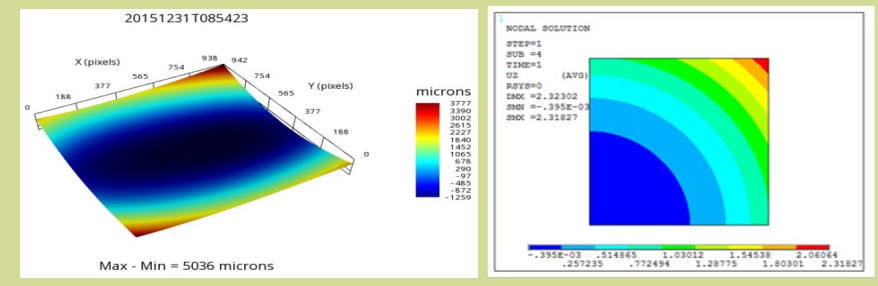 20151231T085423
X (pixels)
0
188
377
565
754
938
942
754
565
377
188
0
Y (pixels)
microns
3777
3390
3002
2615
2227
1840
1452
1065
678
290
-97
-485
-872
-1259
Max - Min = 5036 microns
1
NODAL SOLUTION
STEP=1
SUB =4
TIME=1
UZ (AVG)
RSYS=0
DMX =2.32302
SMN =-.395E-03
SMX =2.31827
-.395E-03 .514865 1.03012 1.54538 2.06064
.257235 .772494 1.28775 1.80301 2.31827